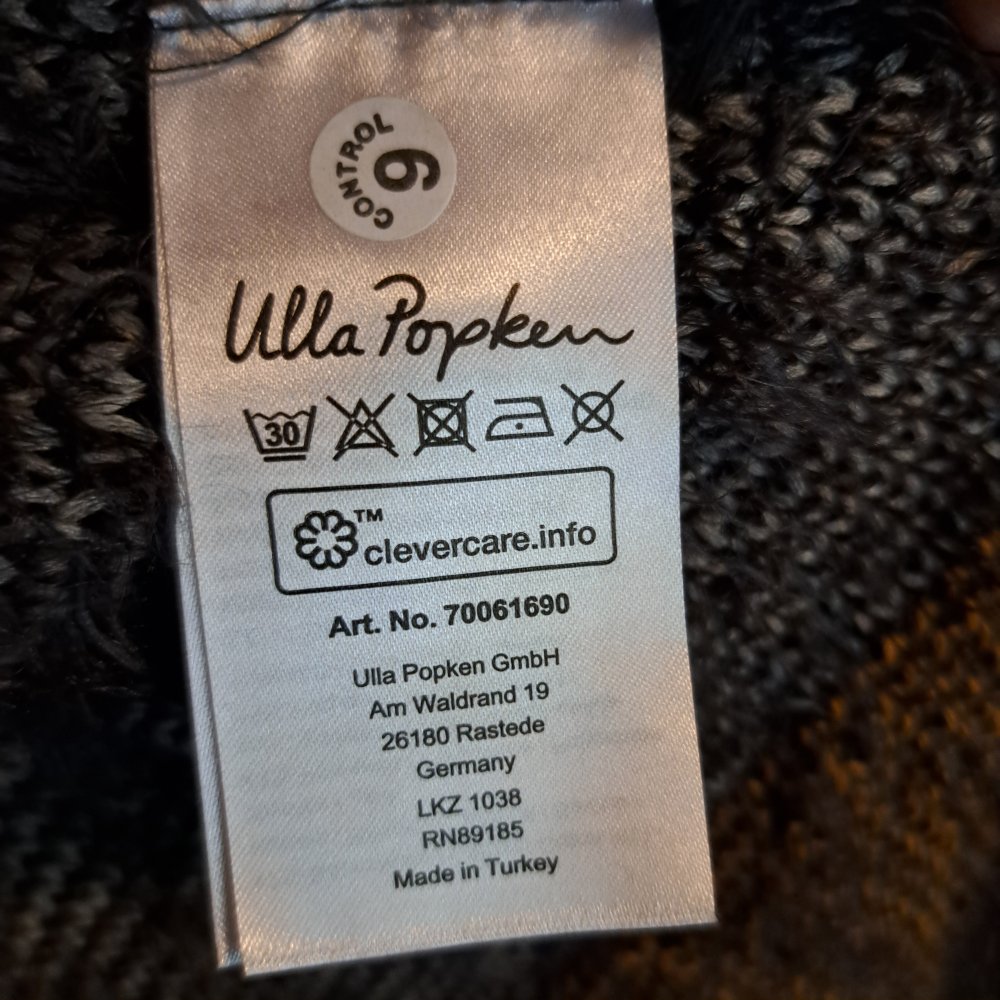 CONTROL
6
Ulla Popken
30
™
clevercare.info
Art. No. 70061690
Ulla Popken GmbH
Am Waldrand 19
26180 Rastede
Germany
LKZ 1038
RN89185
Made in Turkey